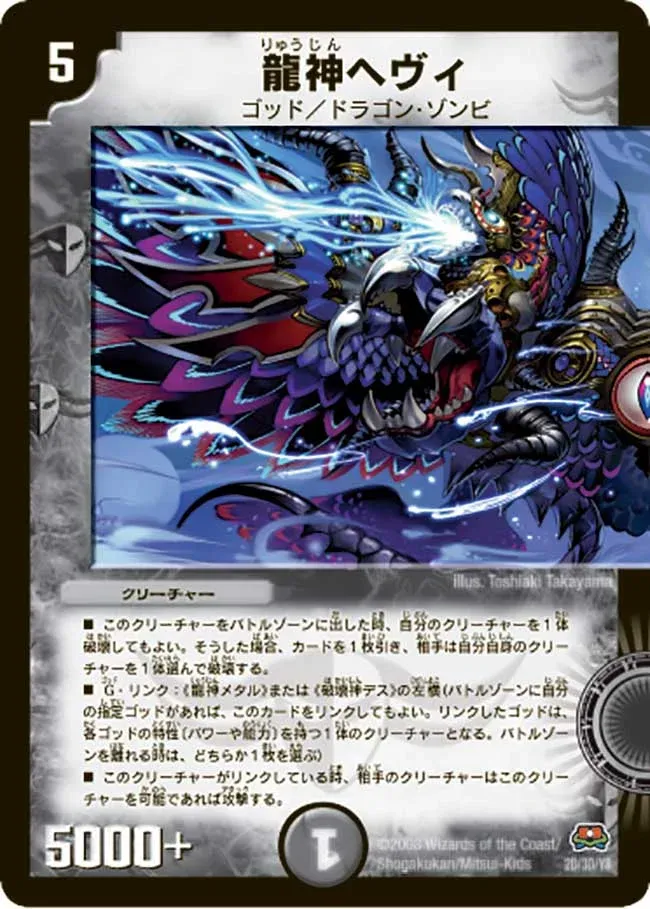 5
りゅうじん
龍神ヘヴィ
ゴッド／ドラゴン・ゾンビ
illus. Toshiaki Takayama
クリーチャー
■ このクリーチャーをバトルゾーンに出した時、自分のクリーチャーを1体
破壊してもよい。そうした場合、カードを1枚引き、相手は自分自身のクリ
ーチャーを1体選んで破壊する。
■ G・リンク：《龍神メタル》または《破壊神デス》の左横(バトルゾーンに自分
の指定ゴッドがあれば、このカードをリンクしてもよい。リンクしたゴッドは、
各ゴッドの特性〔パワーや能力〕を持つ1体のクリーチャーとなる。バトルゾー
ンを離れる時は、どちらか1枚を選ぶ)
■ このクリーチャーがリンクしている時、相手のクリーチャーはこのクリ
ーチャーを可能であれば攻撃する。
5000+
1
©2008 Wizards of the Coast/
Shogakukan/Mitsui-Kids